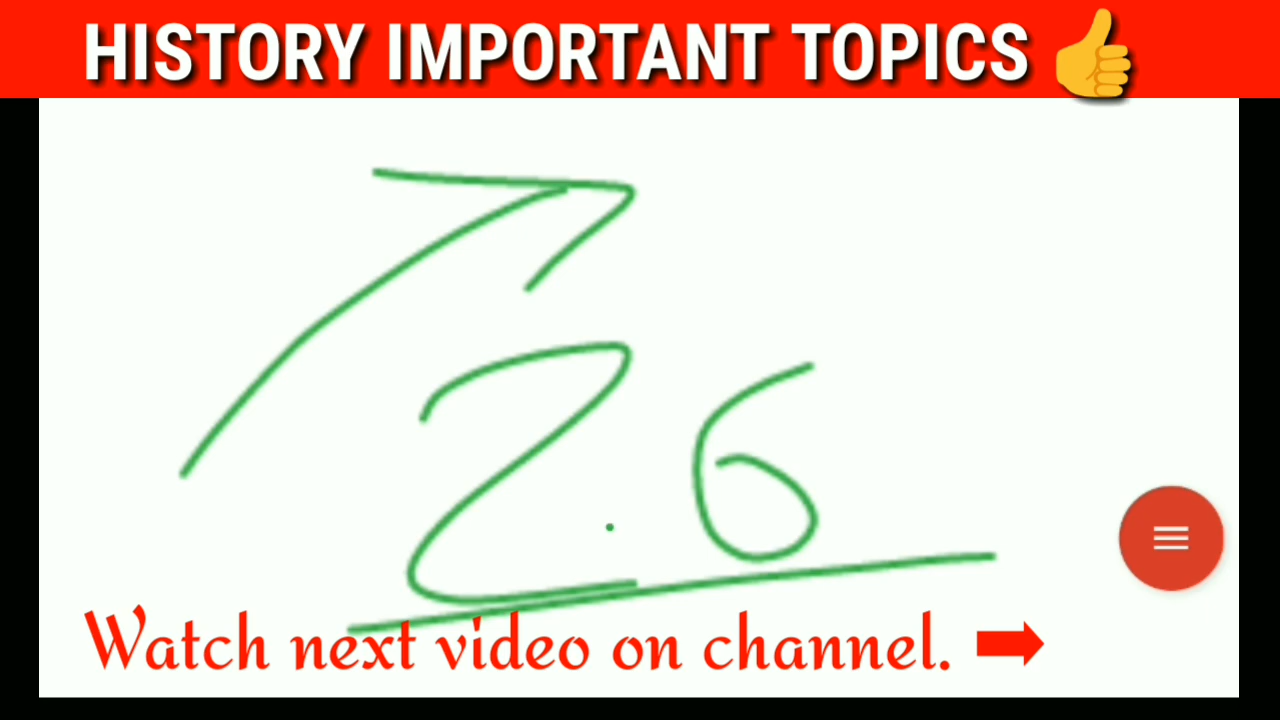 HISTORY IMPORTANT TOPICS 👍
2.6
Watch next video on channel. ➡